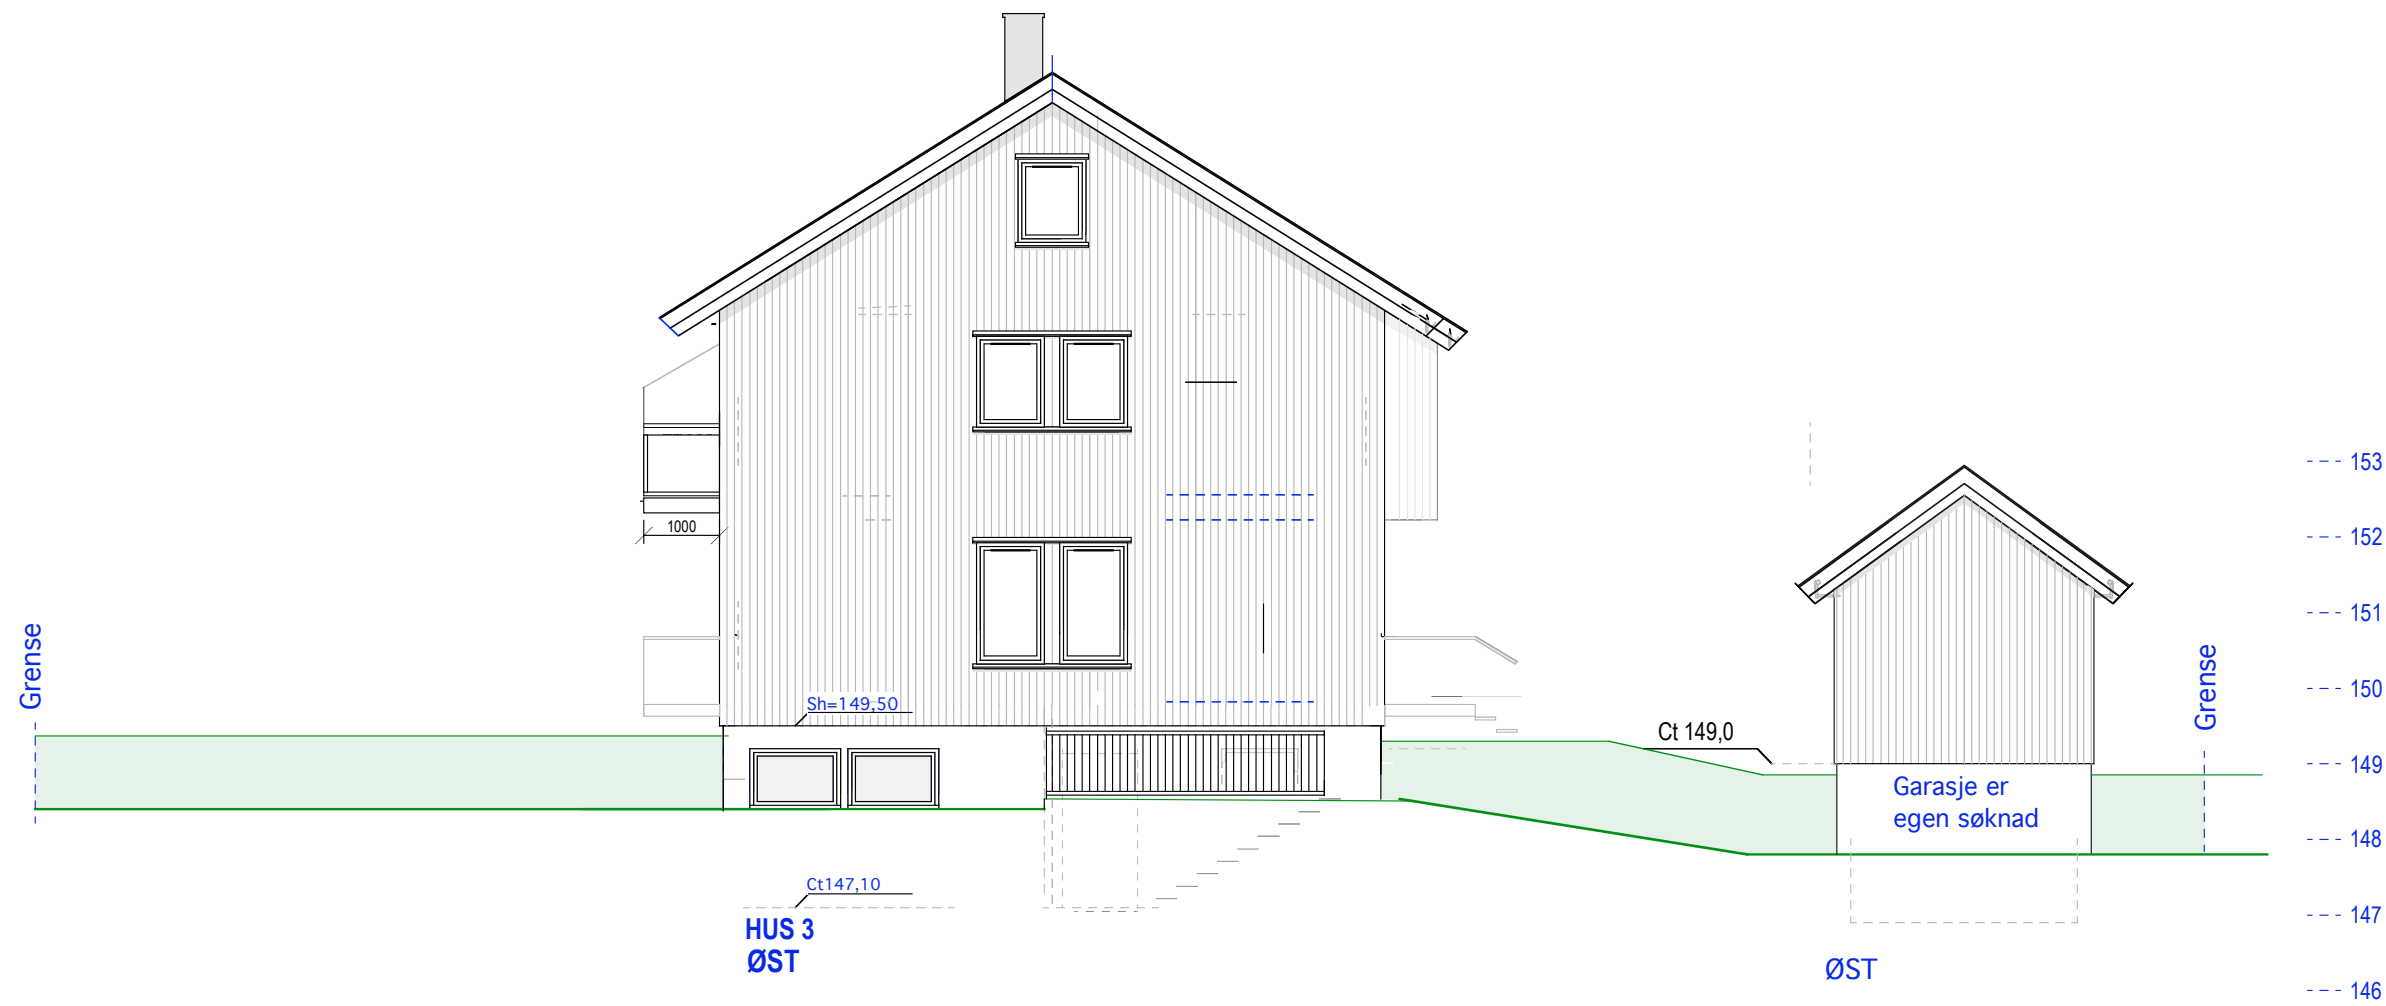 153
1000
152
151
Grense
Grense
150
Sh=149,50
Ct 149,0
149
Garasje er
egen søknad
148
Ct147,10
147
HUS 3
ØST
ØST
146